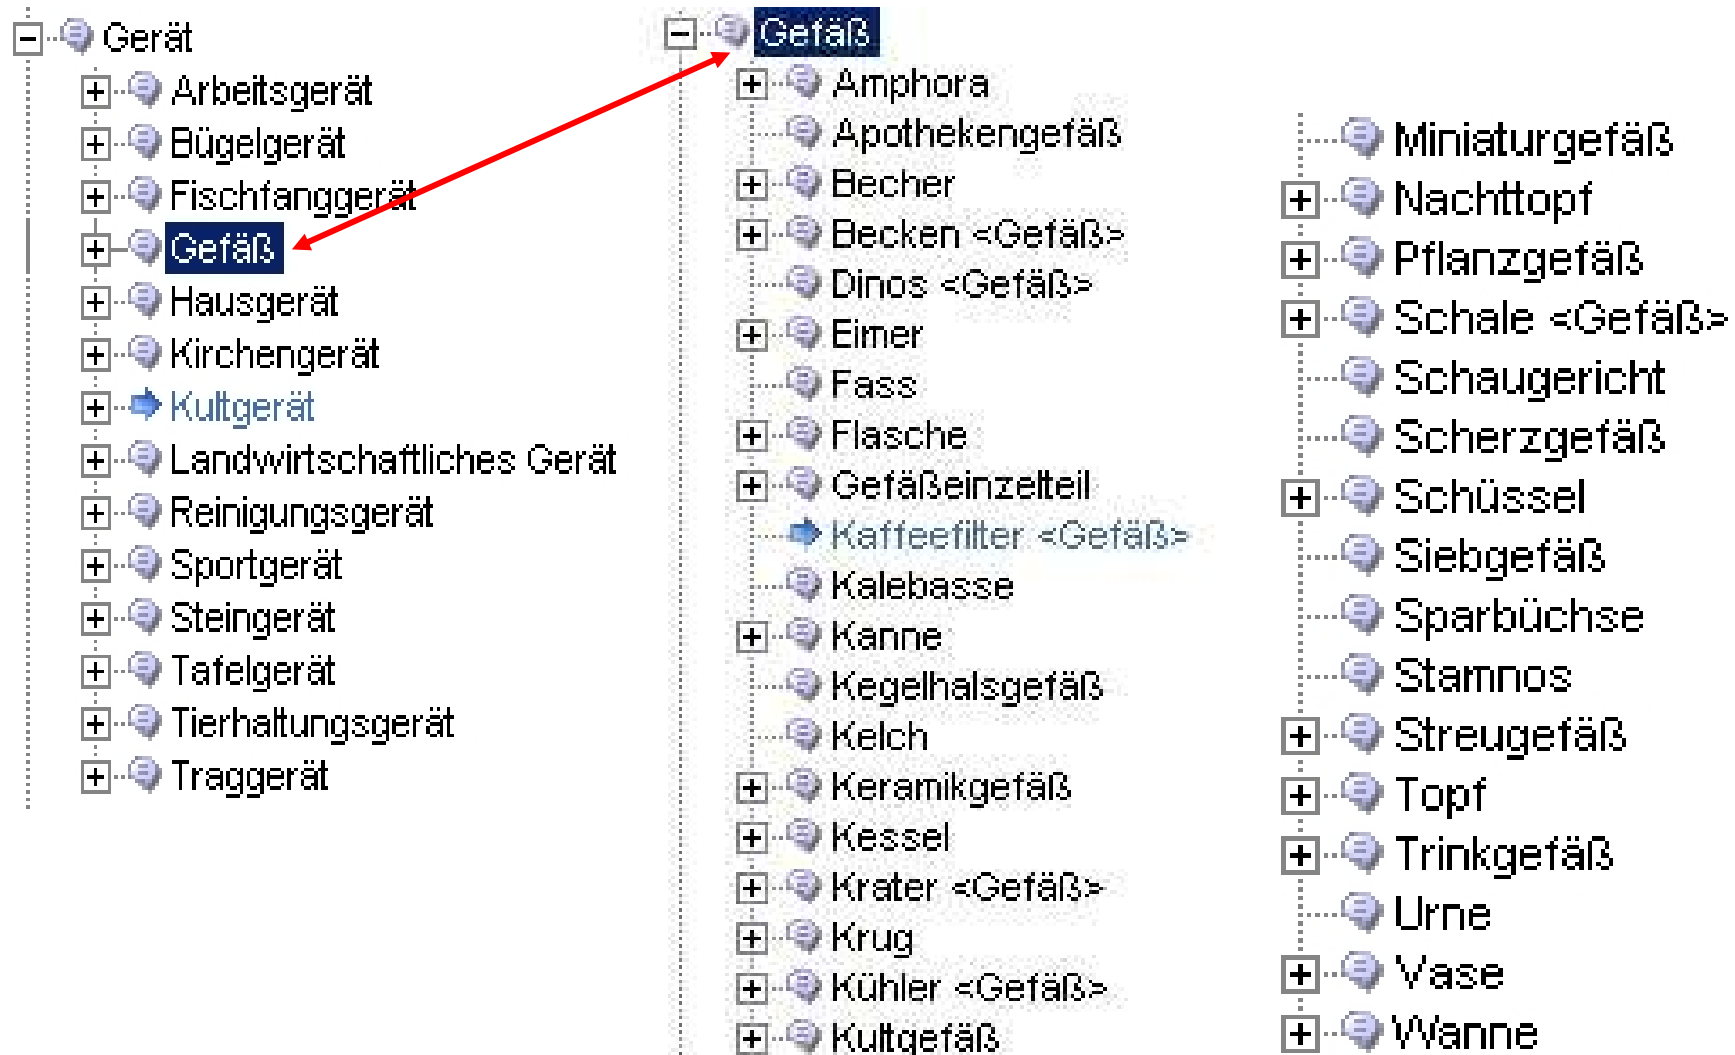 Gerät
Arbeitsgerät
Bügelgerät
Fischfanggerät
Gefäß
Hausgerät
Kirchengerät
Kultgerät
Landwirtschaftliches Gerät
Reinigungsgerät
Sportgerät
Steingerät
Tafelgerät
Tierhaltungsgerät
Traggerät
Gefäß
Amphora
Apothekengefäß
Becher
Becken <Gefäß>
Dinos <Gefäß>
Eimer
Fass
Flasche
Gefäßeinzelteil
Kaffeefilter <Gefäß>
Kalebasse
Kanne
Kegelhalsgefäß
Kelch
Keramikgefäß
Kessel
Krater <Gefäß>
Krug
Kühler <Gefäß>
Kultgefäß
Miniaturgefäß
Nachttopf
Pflanzgefäß
Schale <Gefäß>
Schaugericht
Scherzgefäß
Schüssel
Siebgefäß
Sparbüchse
Stamnos
Streugefäß
Topf
Trinkgefäß
Urne
Vase
Wanne